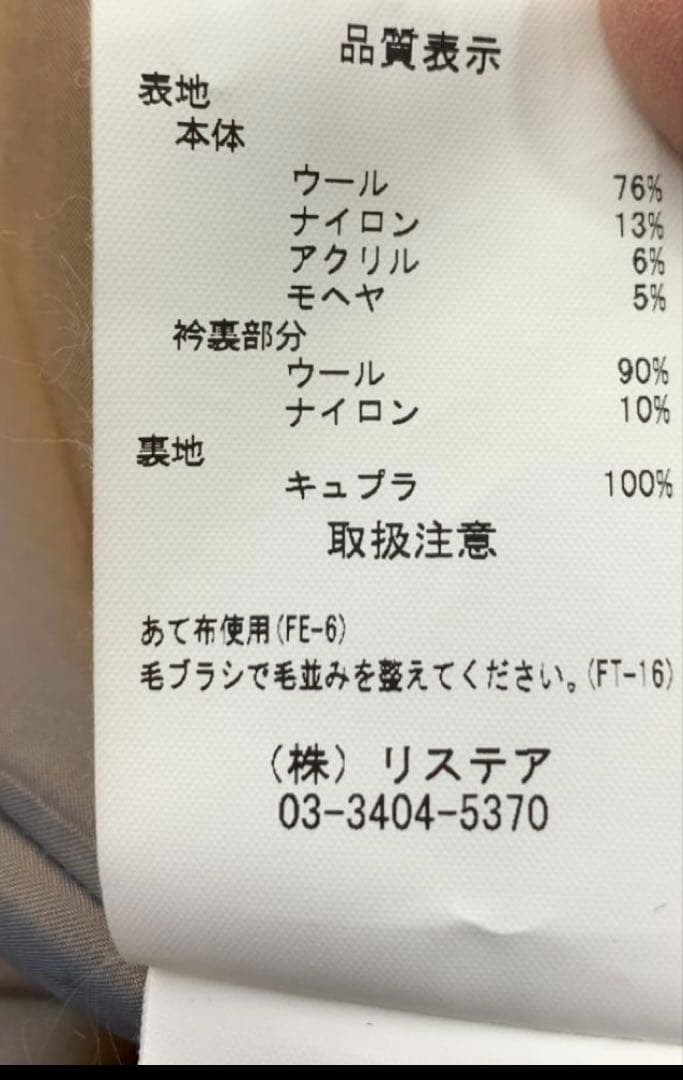 品質表示
表地
本体
ウール 76%
ナイロン 13%
アクリル 6%
モヘヤ 5%
衿裏部分
ウール 90%
ナイロン 10%
裏地
キュプラ 100%
取扱注意
あて布使用(FE-6)
毛ブラシで毛並みを整えてください。(FT-16)
(株) リステア
03-3404-5370